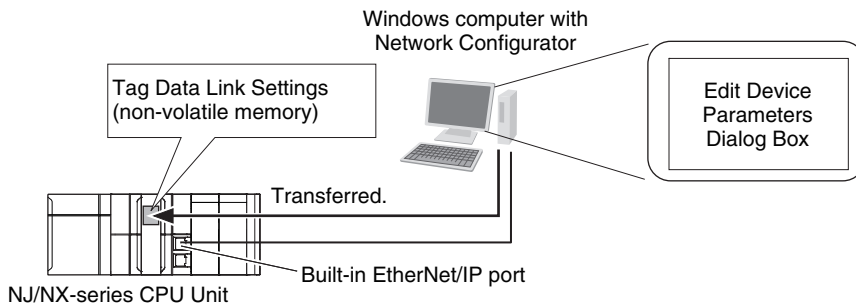 Windows computer with
Network Configurator
Tag Data Link Settings
(non-volatile memory)
Edit Device
Parameters
Dialog Box
Transferred.
Built-in EtherNet/IP port
NJ/NX-series CPU Unit